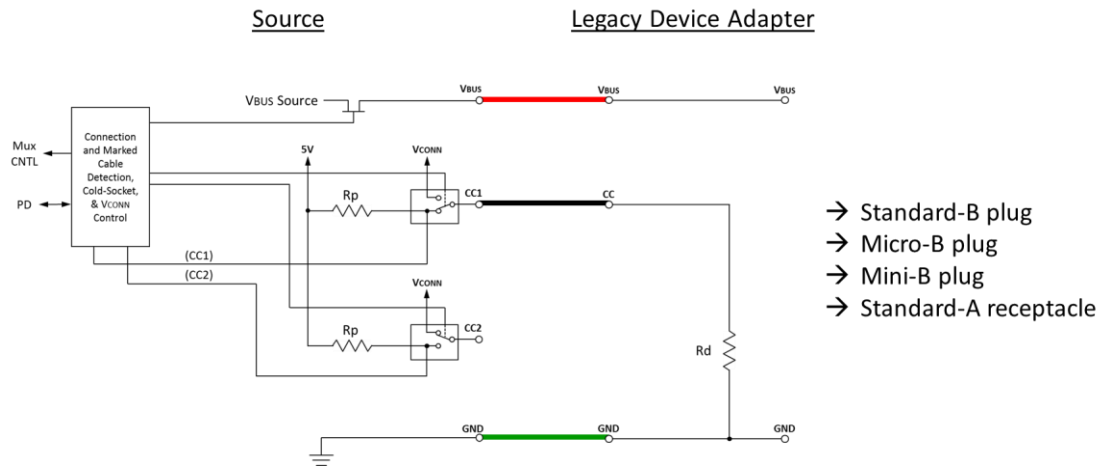 Source
Legacy Device Adapter
VBUS Source
VBUS
VBUS
VBUS
Connection
and Marked
Cable
Detection,
Cold-Socket,
& VCONN
Control
Mux
CNTL
PD
5V
VCONN
Rp
CC1
CC
(CC1)
(CC2)
VCONN
Rp
CC2
Rd
→ Standard-B plug
→ Micro-B plug
→ Mini-B plug
→ Standard-A receptacle
GND
GND
GND